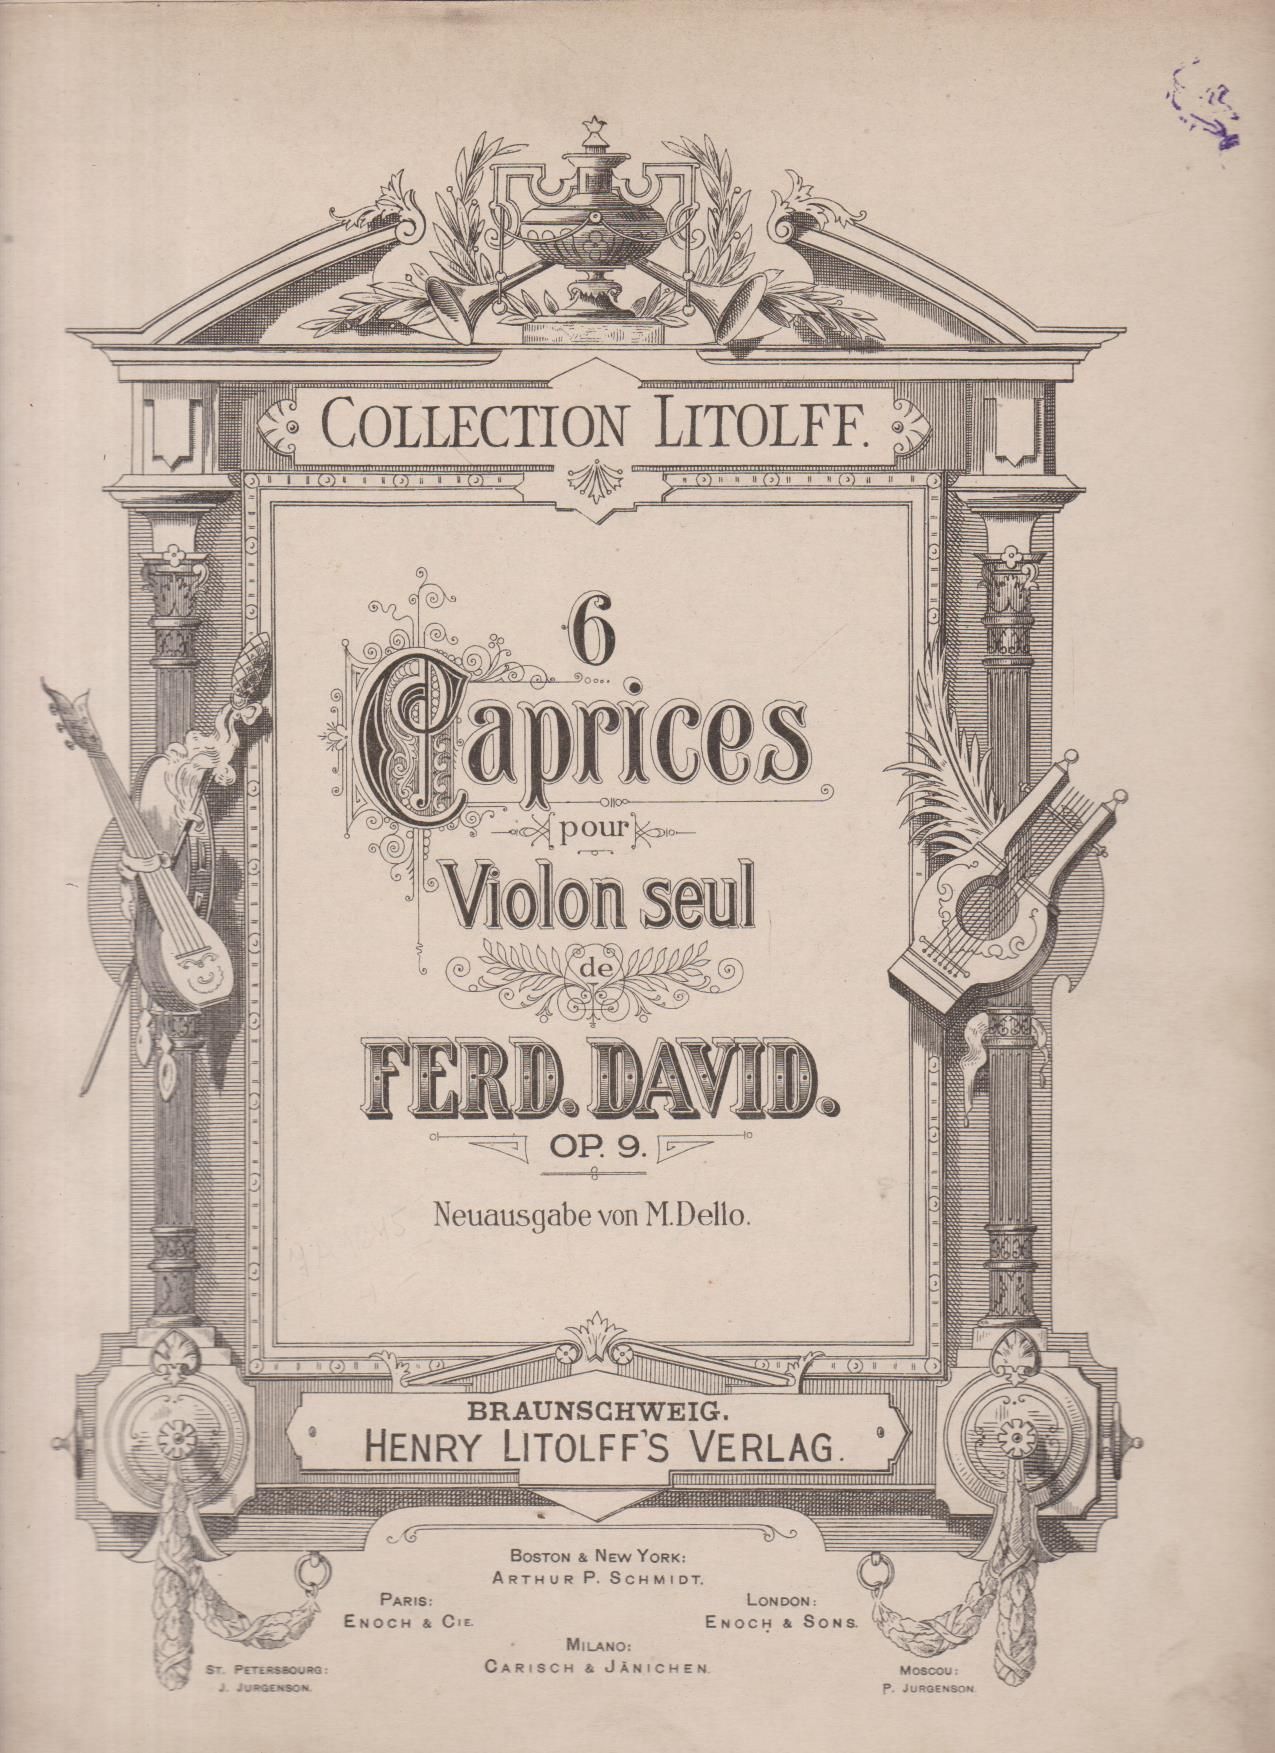 COLLECTION LITOLFF.
6
Caprices
pour
Violon seul
de
FERD. DAVID.
OP. 9.
Neuausgabe von M. Dello.
BRAUNSCHWEIG.
HENRY LITOLFF'S VERLAG.
BOSTON & NEW YORK:
ARTHUR P. SCHMIDT.
PARIS:
ENOCH & CIE.
LONDON:
ENOCH & SONS.
MILANO:
CARISCH & JÄNICHEN.
ST. PETERSBOURG:
J. JURGENSON.
MOSCOU:
P. JURGENSON.